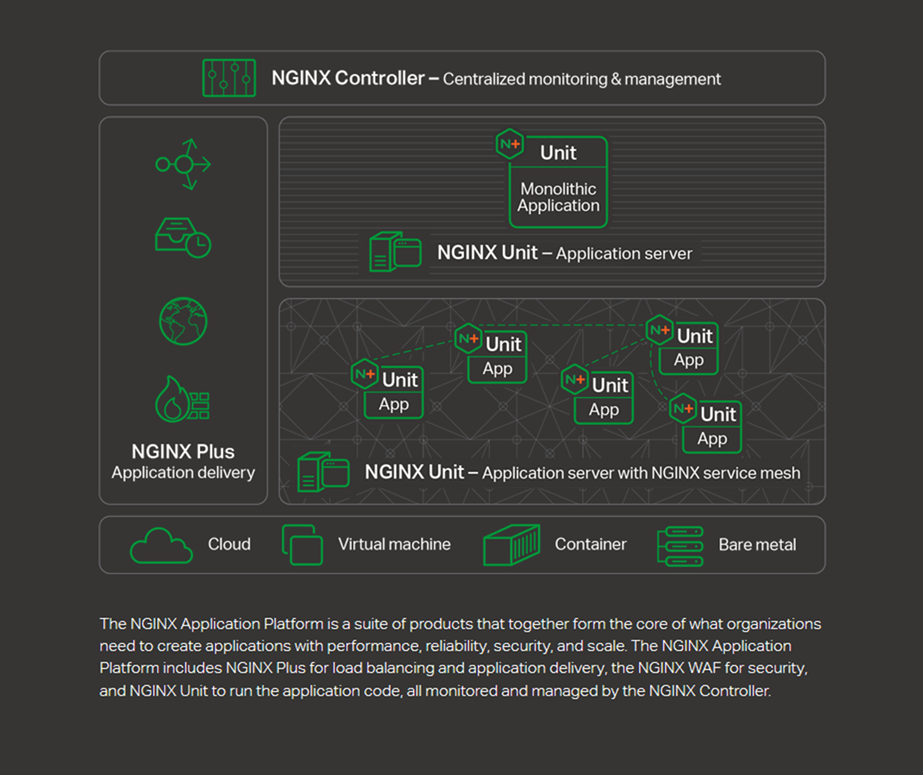 NGINX Controller – Centralized monitoring & management
N+ Unit
Monolithic
Application
NGINX Unit – Application server
N+ Unit
App
N+ Unit
App
N+ Unit
App
N+ Unit
App
N+ Unit
App
NGINX Unit – Application server with NGINX service mesh
NGINX Plus
Application delivery
Cloud
Virtual machine
Container
Bare metal
The NGINX Application Platform is a suite of products that together form the core of what organizations
need to create applications with performance, reliability, security, and scale. The NGINX Application
Platform includes NGINX Plus for load balancing and application delivery, the NGINX WAF for security,
and NGINX Unit to run the application code, all monitored and managed by the NGINX Controller.